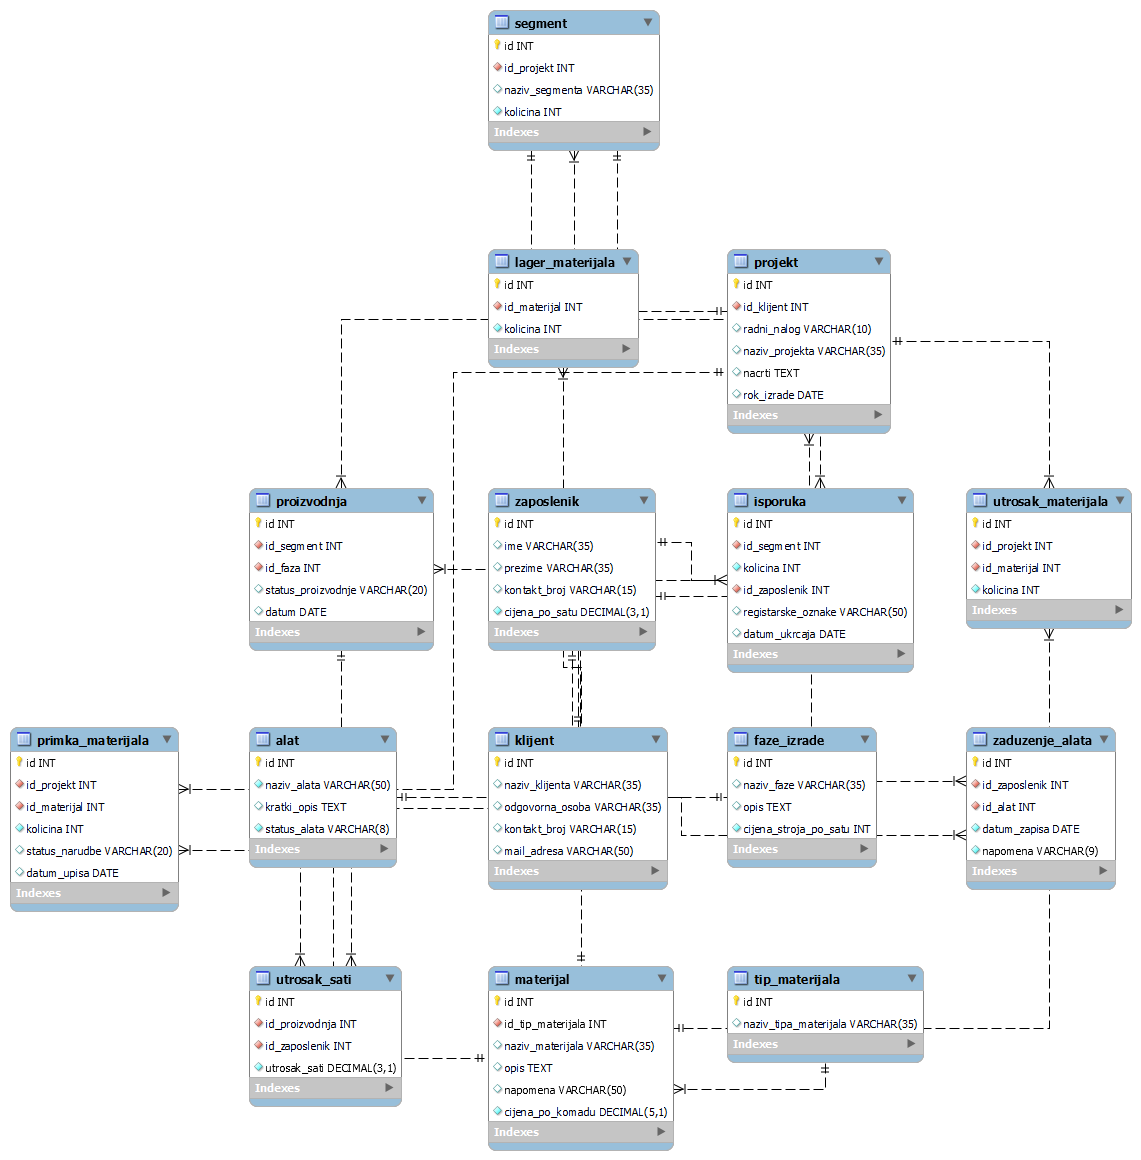 segment
id INT
id_projekt INT
naziv_segmenta VARCHAR(35)
kolicina INT
Indexes
lager_materijala
id INT
id_materijal INT
kolicina INT
Indexes
projekt
id INT
id_klijent INT
radni_nalog VARCHAR(10)
naziv_projekta VARCHAR(35)
nacrti TEXT
rok_izrade DATE
Indexes
proizvodnja
id INT
id_segment INT
id_faza INT
status_proizvodnje VARCHAR(20)
datum DATE
Indexes
zaposlenik
id INT
ime VARCHAR(35)
prezime VARCHAR(35)
kontakt_broj VARCHAR(15)
cijena_po_satu DECIMAL(3,1)
Indexes
isporuka
id INT
id_segment INT
kolicina INT
id_zaposlenik INT
registarske_oznake VARCHAR(50)
datum_ukrcaja DATE
Indexes
utrosak_materijala
id INT
id_projekt INT
id_materijal INT
kolicina INT
Indexes
primka_materijala
id INT
id_projekt INT
id_materijal INT
kolicina INT
status_narudbe VARCHAR(20)
datum_upisa DATE
Indexes
alat
id INT
naziv_alata VARCHAR(50)
kratki_opis TEXT
status_alata VARCHAR(8)
Indexes
klijent
id INT
naziv_klijenta VARCHAR(35)
odgovorna_osoba VARCHAR(35)
kontakt_broj VARCHAR(15)
mail_adresa VARCHAR(50)
Indexes
faze_izrade
id INT
naziv_faze VARCHAR(35)
opis TEXT
cijena_stroja_po_satu INT
Indexes
zaduzenje_alata
id INT
id_zaposlenik INT
id_alat INT
datum_zapisa DATE
napomena VARCHAR(9)
Indexes
utrosak_sati
id INT
id_proizvodnja INT
id_zaposlenik INT
utrosak_sati DECIMAL(3,1)
Indexes
materijal
id INT
id_tip_materijala INT
naziv_materijala VARCHAR(35)
opis TEXT
napomena VARCHAR(50)
cijena_po_komadu DECIMAL(5,1)
Indexes
tip_materijala
id INT
naziv_tipa_materijala VARCHAR(35)
Indexes